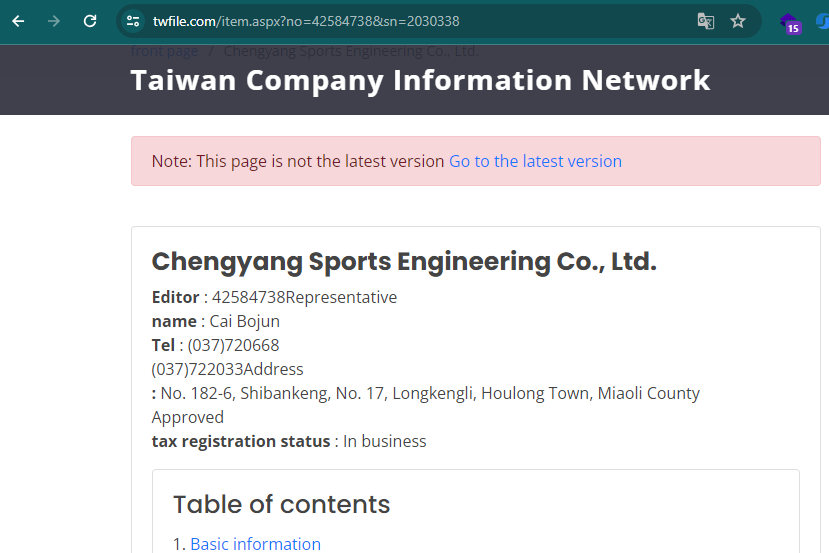 twfile.com/item.aspx?no=42584738&sn=2030338
15
front page / Chengyang Sports Engineering Co., Ltd.
Taiwan Company Information Network
Note: This page is not the latest version Go to the latest version
Chengyang Sports Engineering Co., Ltd.
Editor : 42584738Representative
name : Cai Bojun
Tel : (037)720668
(037)722033Address
: No. 182-6, Shibankeng, No. 17, Longkengli, Houlong Town, Miaoli County
Approved
tax registration status : In business
Table of contents
1. Basic information